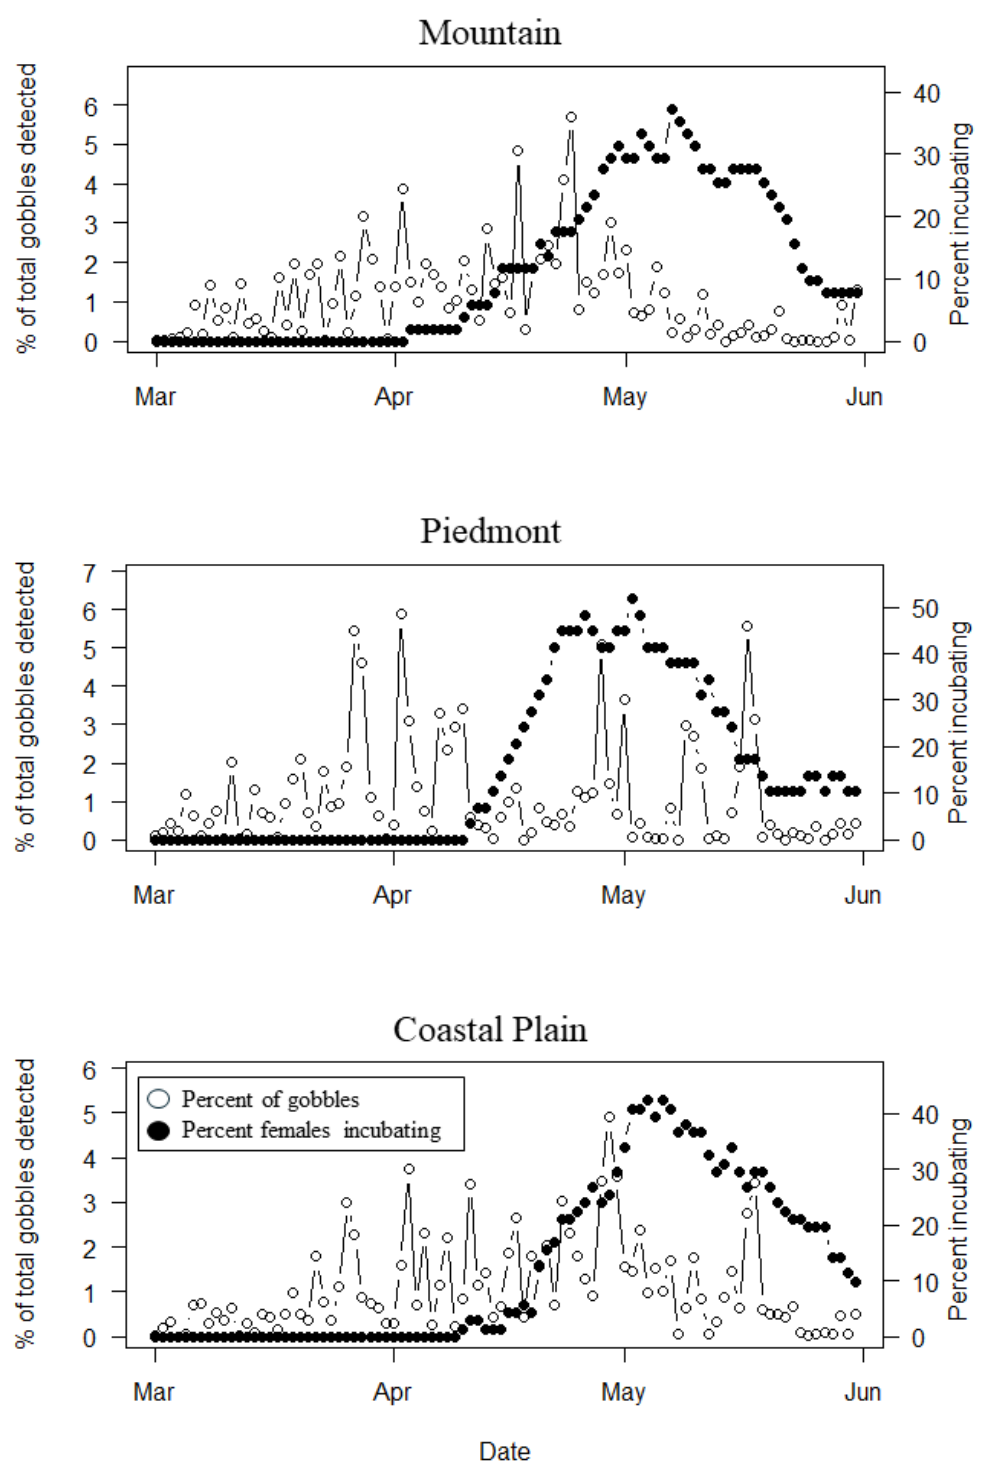 Mountain
% of total gobbles detected
6
5
4
3
2
1
0
40
30
20
10
0
Percent incubating
Mar Apr May Jun
Piedmont
% of total gobbles detected
7
6
5
4
3
2
1
0
50
40
30
20
10
0
Percent incubating
Mar Apr May Jun
Coastal Plain
% of total gobbles detected
6
5
4
3
2
1
0
Percent of gobbles
Percent females incubating
40
30
20
10
0
Percent incubating
Mar Apr May Jun
Date